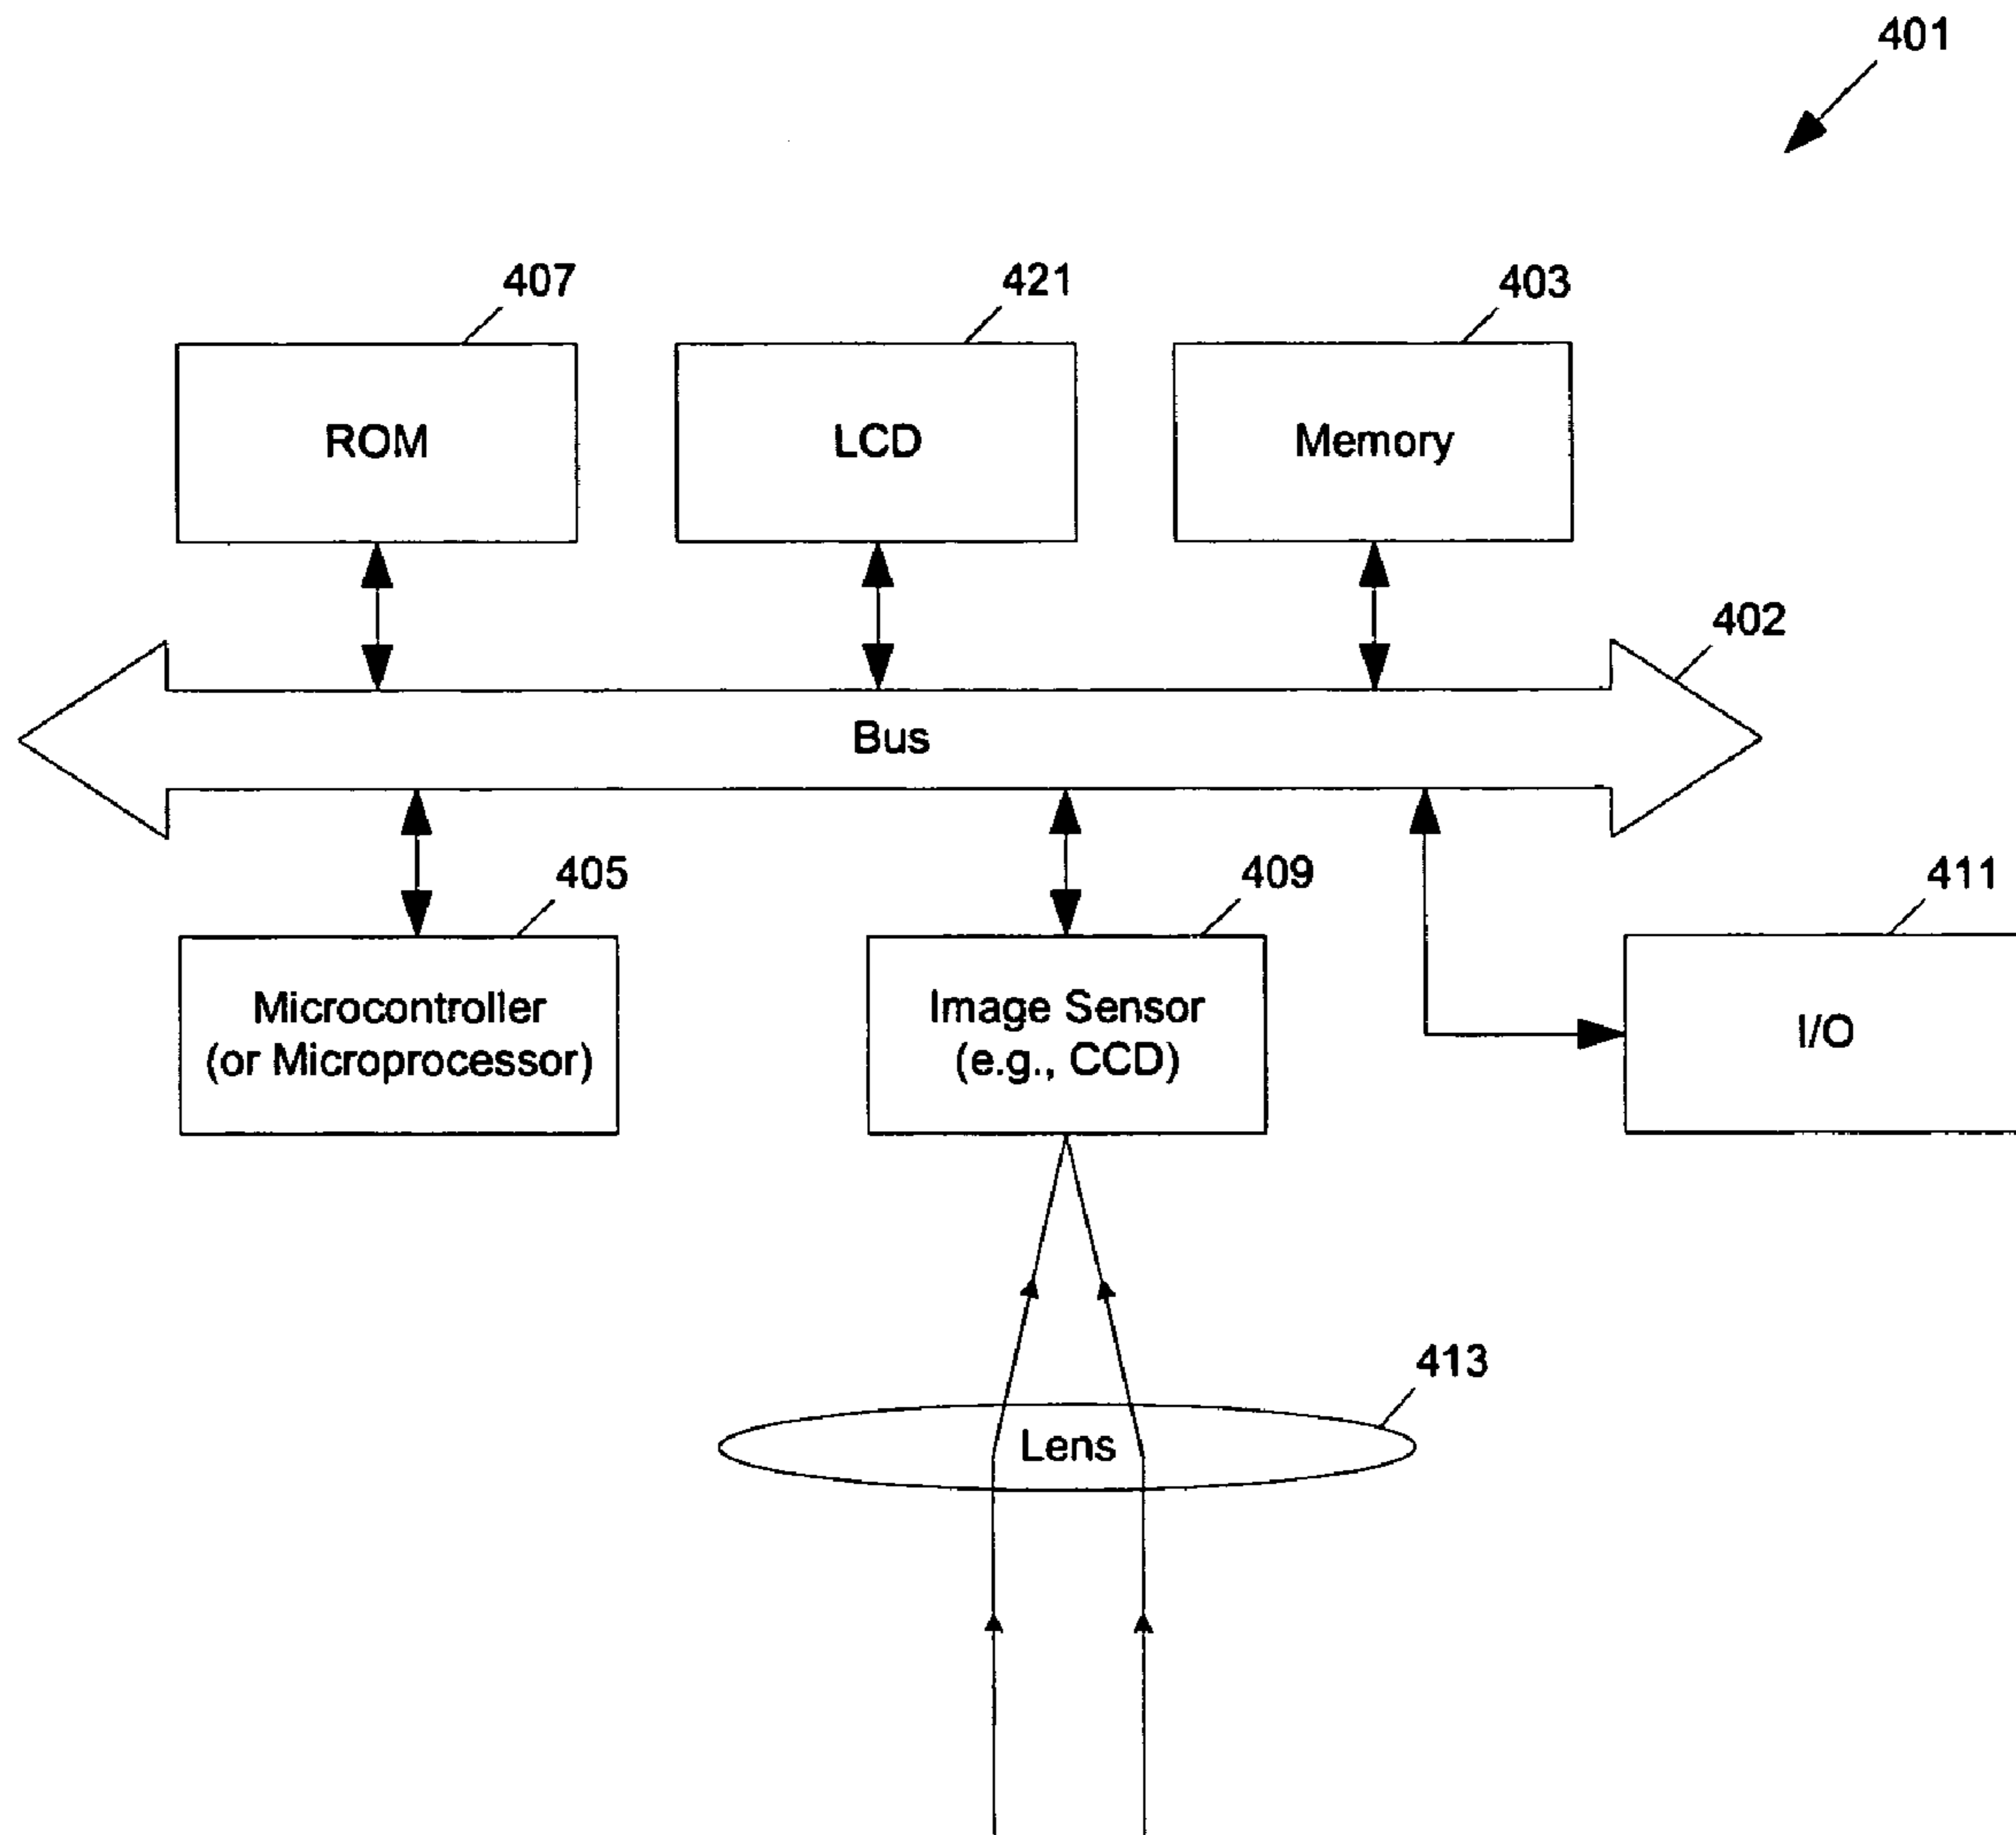 401
407
421
403
ROM
LCD
Memory
402
Bus
405
409
411
Microcontroller
(or Microprocessor)
Image Sensor
(e.g., CCD)
I/O
413
Lens